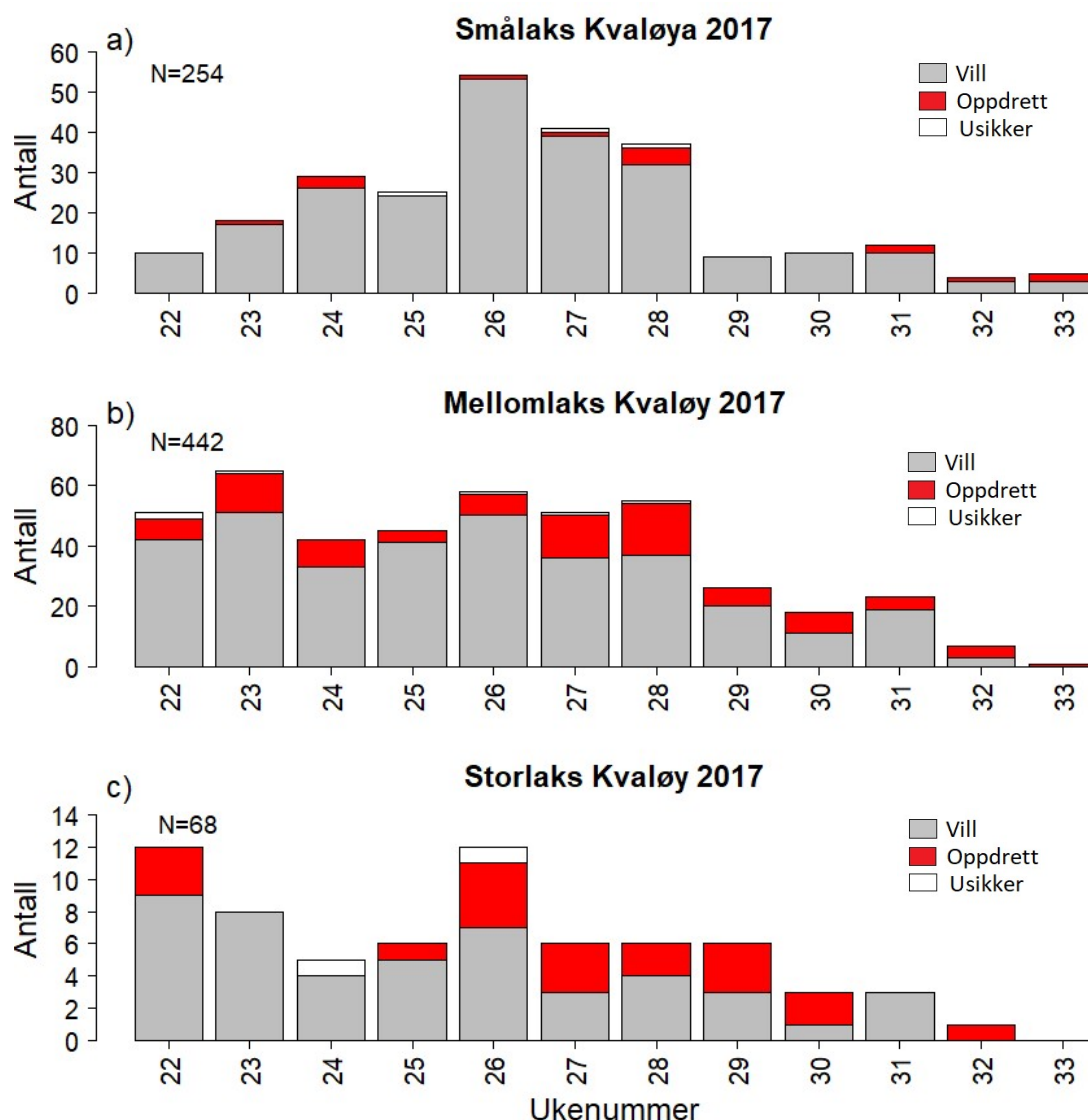 a)
Smålaks Kvaløya 2017
N=254
Vill
Oppdrett
Usikker
Antall
60
50
40
30
20
10
0
22 23 24 25 26 27 28 29 30 31 32 33
b)
Mellomlaks Kvaløy 2017
N=442
Vill
Oppdrett
Usikker
Antall
80
60
40
20
0
22 23 24 25 26 27 28 29 30 31 32 33
c)
Storlaks Kvaløy 2017
N=68
Vill
Oppdrett
Usikker
Antall
14
12
10
8
6
4
2
0
22 23 24 25 26 27 28 29 30 31 32 33
Ukenummer